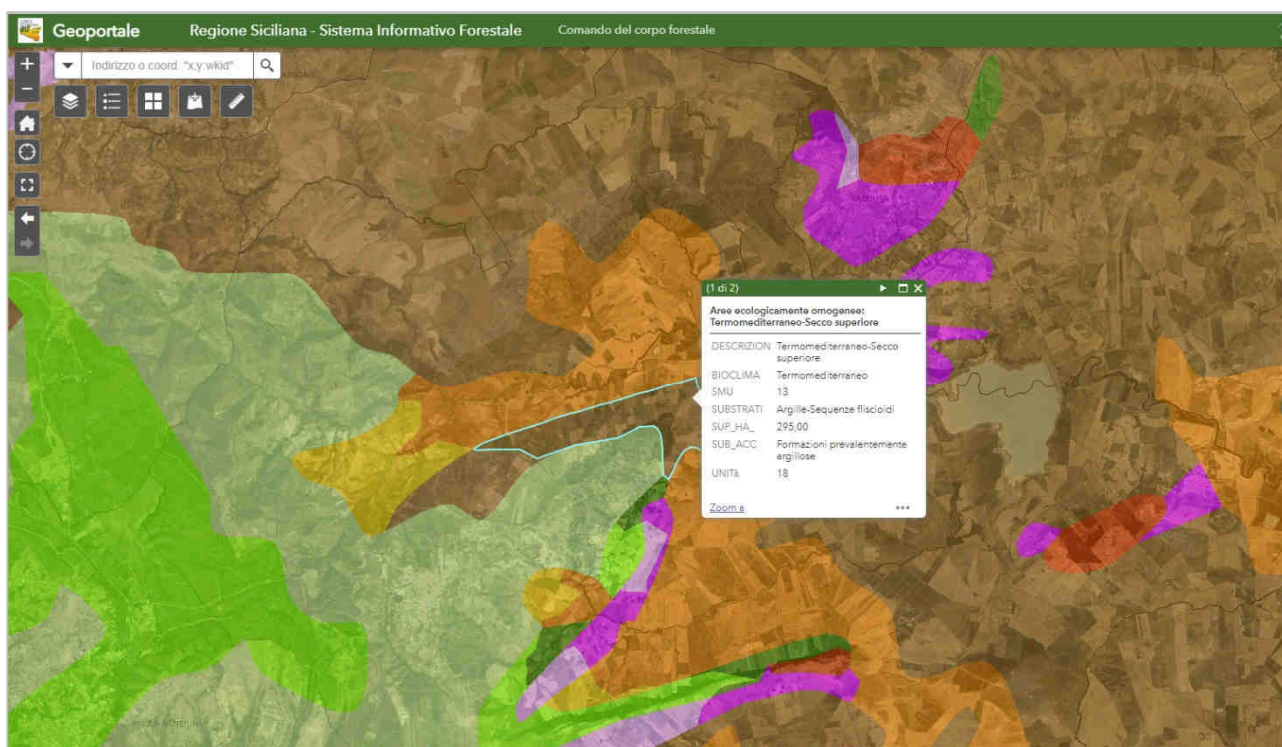 Geoportale
Regione Siciliana - Sistema Informativo Forestale
Comando del corpo forestale
Indirizzo o coord. "x,y:wkid"
(1 di 2)
Aree ecologicamente omogenee:
Termomediterraneo-Secco superiore
DESCRIZION Termomediterraneo-Secco
superiore
BIOCLIMA Termomediterraneo
SMU 13
SUBSTRATI Argille-Sequenze fliscioidi
SUP_HA_ 295,00
SUB_ACC Formazioni prevalentemente
argillose
UNITà 18
Zoom a